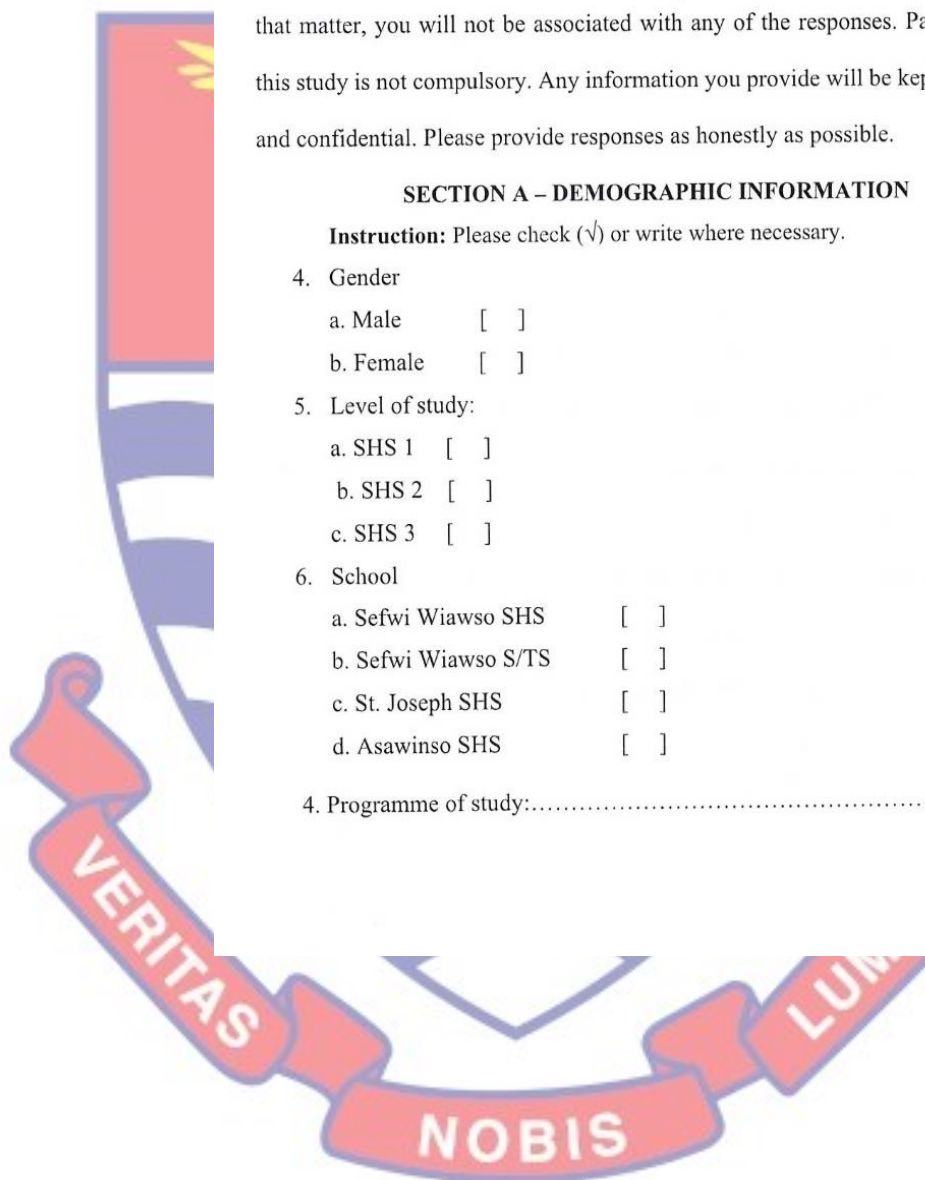 that matter, you will not be associated with any of the responses.
this study is not compulsory. Any information you provide will be
and confidential. Please provide responses as honestly as possible.
SECTION A – DEMOGRAPHIC INFORMATION
Instruction: Please check (√) or write where necessary.
4. Gender
a. Male [ ]
b. Female [ ]
5. Level of study:
a. SHS 1 [ ]
b. SHS 2 [ ]
c. SHS 3 [ ]
6. School
a. Sefwi Wiawso SHS [ ]
b. Sefwi Wiawso S/TS [ ]
c. St. Joseph SHS [ ]
d. Asawinso SHS [ ]
4. Programme of study:......................................................
VERITAS
NOBIS